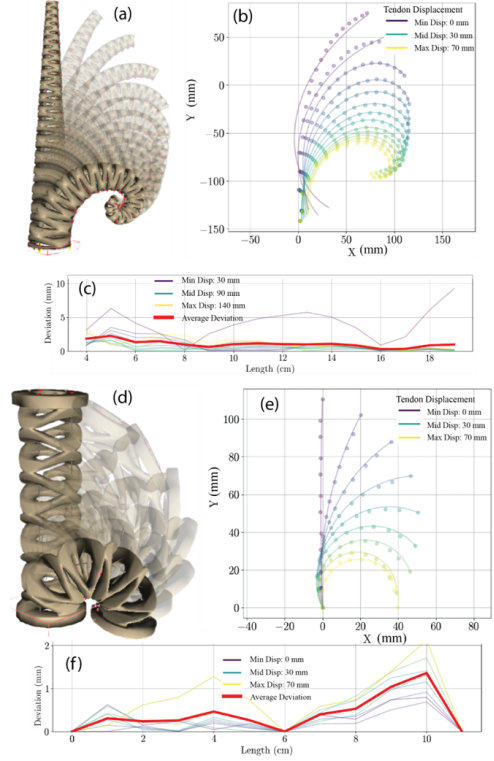 (a)
(b)
Tendon Displacement
Min Disp: 0 mm
Mid Disp: 30 mm
Max Disp: 70 mm
50
0
−50
−100
−150
Y (mm)
−50
0
50
100
150
X (mm)
(c)
Min Disp: 30 mm
Mid Disp: 90 mm
Max Disp: 140 mm
Average Deviation
10
5
0
Deviation (mm)
4
6
8
10
12
14
16
18
Length (cm)
(d)
(e)
Tendon Displacement
Min Disp: 0 mm
Mid Disp: 30 mm
Max Disp: 70 mm
100
80
60
40
20
0
Y (mm)
−40
−20
0
20
40
60
80
X (mm)
(f)
Min Disp: 0 mm
Mid Disp: 30 mm
Max Disp: 70 mm
Average Deviation
2
1
0
Deviation (mm)
0
2
4
6
8
10
Length (cm)